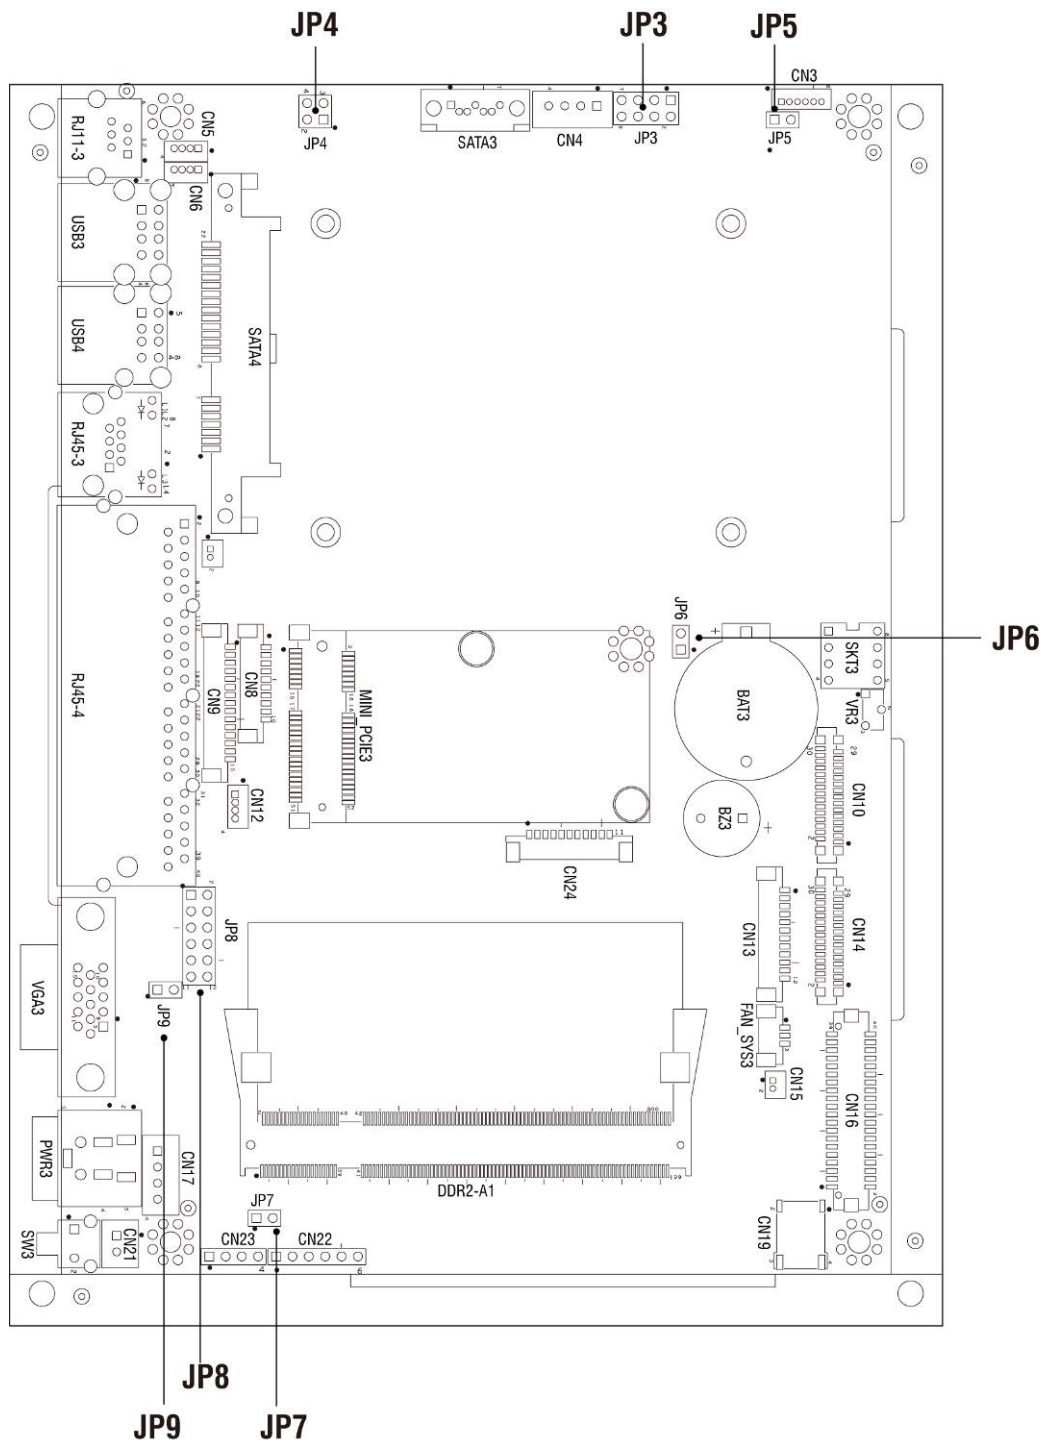 JP4
JP3
JP5
CN3
RJ11-3
CN5
JP4
SATA3
CN4
JP3
JP5
CN6
USB3
USB4
SATA4
RJ45-3
JP6
JP6
SKT3
RJ45-4
CN9
CN8
MINI_PCIE3
BAT3
VR3
CN12
BZ3
CN10
CN24
JP8
CN13
CN14
VGA3
JP9
FAN_SYS3
CN15
CN16
PWR3
CN17
DDR2-A1
JP7
SW3
CN21
CN23
CN22
CN19
JP8
JP9
JP7